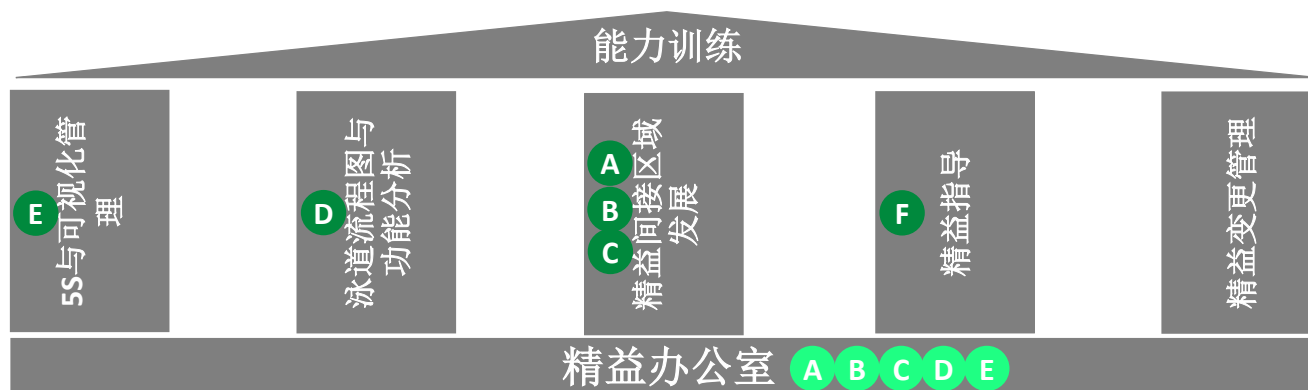 能力训练
E
5S与可视化管
理
D
泳道流程图与
功能分析
A
B
C
精益间接区域
发展
F
精益指导
精益变更管理
精益办公室 A B C D E